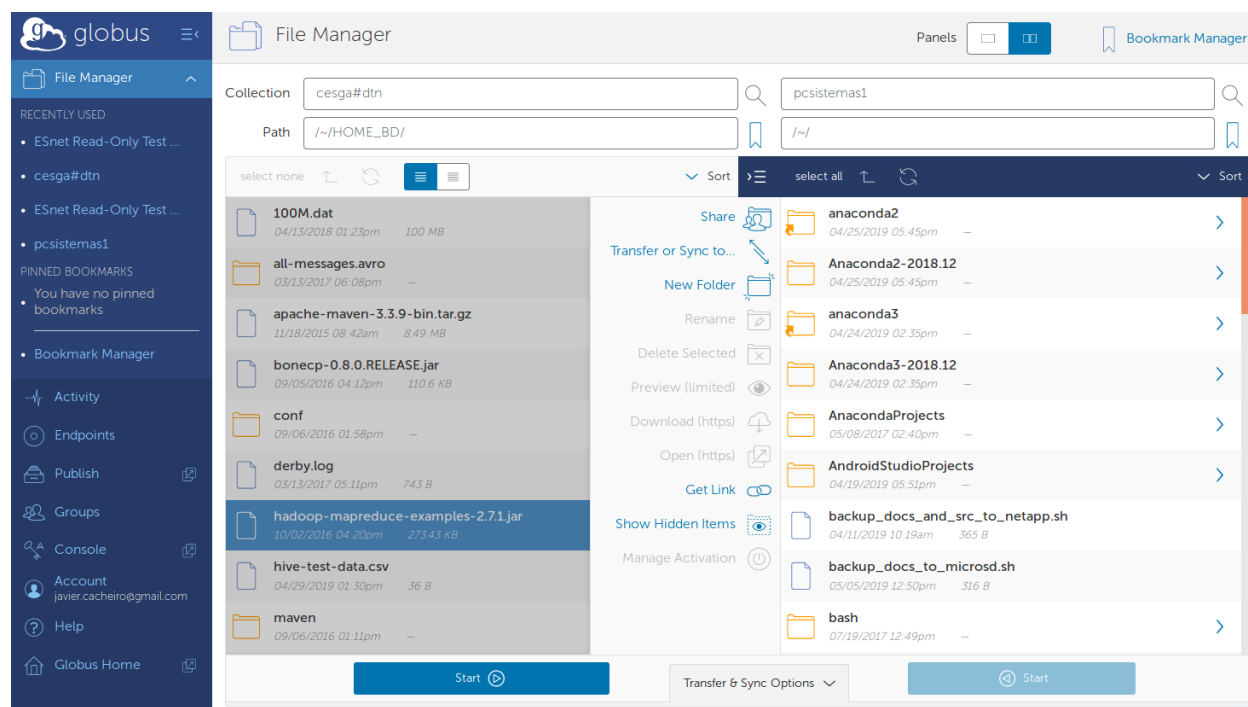 globus
File Manager
RECENTLY USED
ESnet Read-Only Test ...
cesga#dtn
ESnet Read-Only Test ...
pcsistemas1
PINNED BOOKMARKS
You have no pinned
bookmarks
Bookmark Manager
Activity
Endpoints
Publish
Groups
Console
Account
javier.cacheiro@gmail.com
Help
Globus Home
File Manager
Panels
Bookmark Manager
Collection
cesga#dtn
pcsistemas1
Path
/~/HOME_BD/
/~/
select none
Sort
select all
Sort
100M.dat
04/13/2018 01:23pm 100 MB
all-messages.avro
03/13/2017 06:08pm —
apache-maven-3.3.9-bin.tar.gz
11/18/2015 08:42am 8.49 MB
bonecp-0.8.0.RELEASE.jar
09/05/2016 04:12pm 110.6 KB
conf
09/06/2016 01:58pm —
derby.log
03/13/2017 05:11pm 743 B
hadoop-mapreduce-examples-2.7.1.jar
10/02/2016 04:20pm 273.43 KB
hive-test-data.csv
04/29/2019 01:30pm 36 B
maven
09/06/2016 01:11pm —
Share
Transfer or Sync to...
New Folder
Rename
Delete Selected
Preview (limited)
Download (https)
Open (https)
Get Link
Show Hidden Items
Manage Activation
anaconda2
04/25/2019 05:45pm —
Anaconda2-2018.12
04/25/2019 05:45pm —
anaconda3
04/24/2019 02:35pm —
Anaconda3-2018.12
04/24/2019 02:35pm —
AnacondaProjects
05/08/2017 02:40pm —
AndroidStudioProjects
04/19/2019 05:51pm —
backup_docs_and_src_to_netapp.sh
04/11/2019 10:19am 365 B
backup_docs_to_microsd.sh
05/05/2019 12:50pm 316 B
bash
07/19/2017 12:49pm —
Start
Transfer & Sync Options
Start